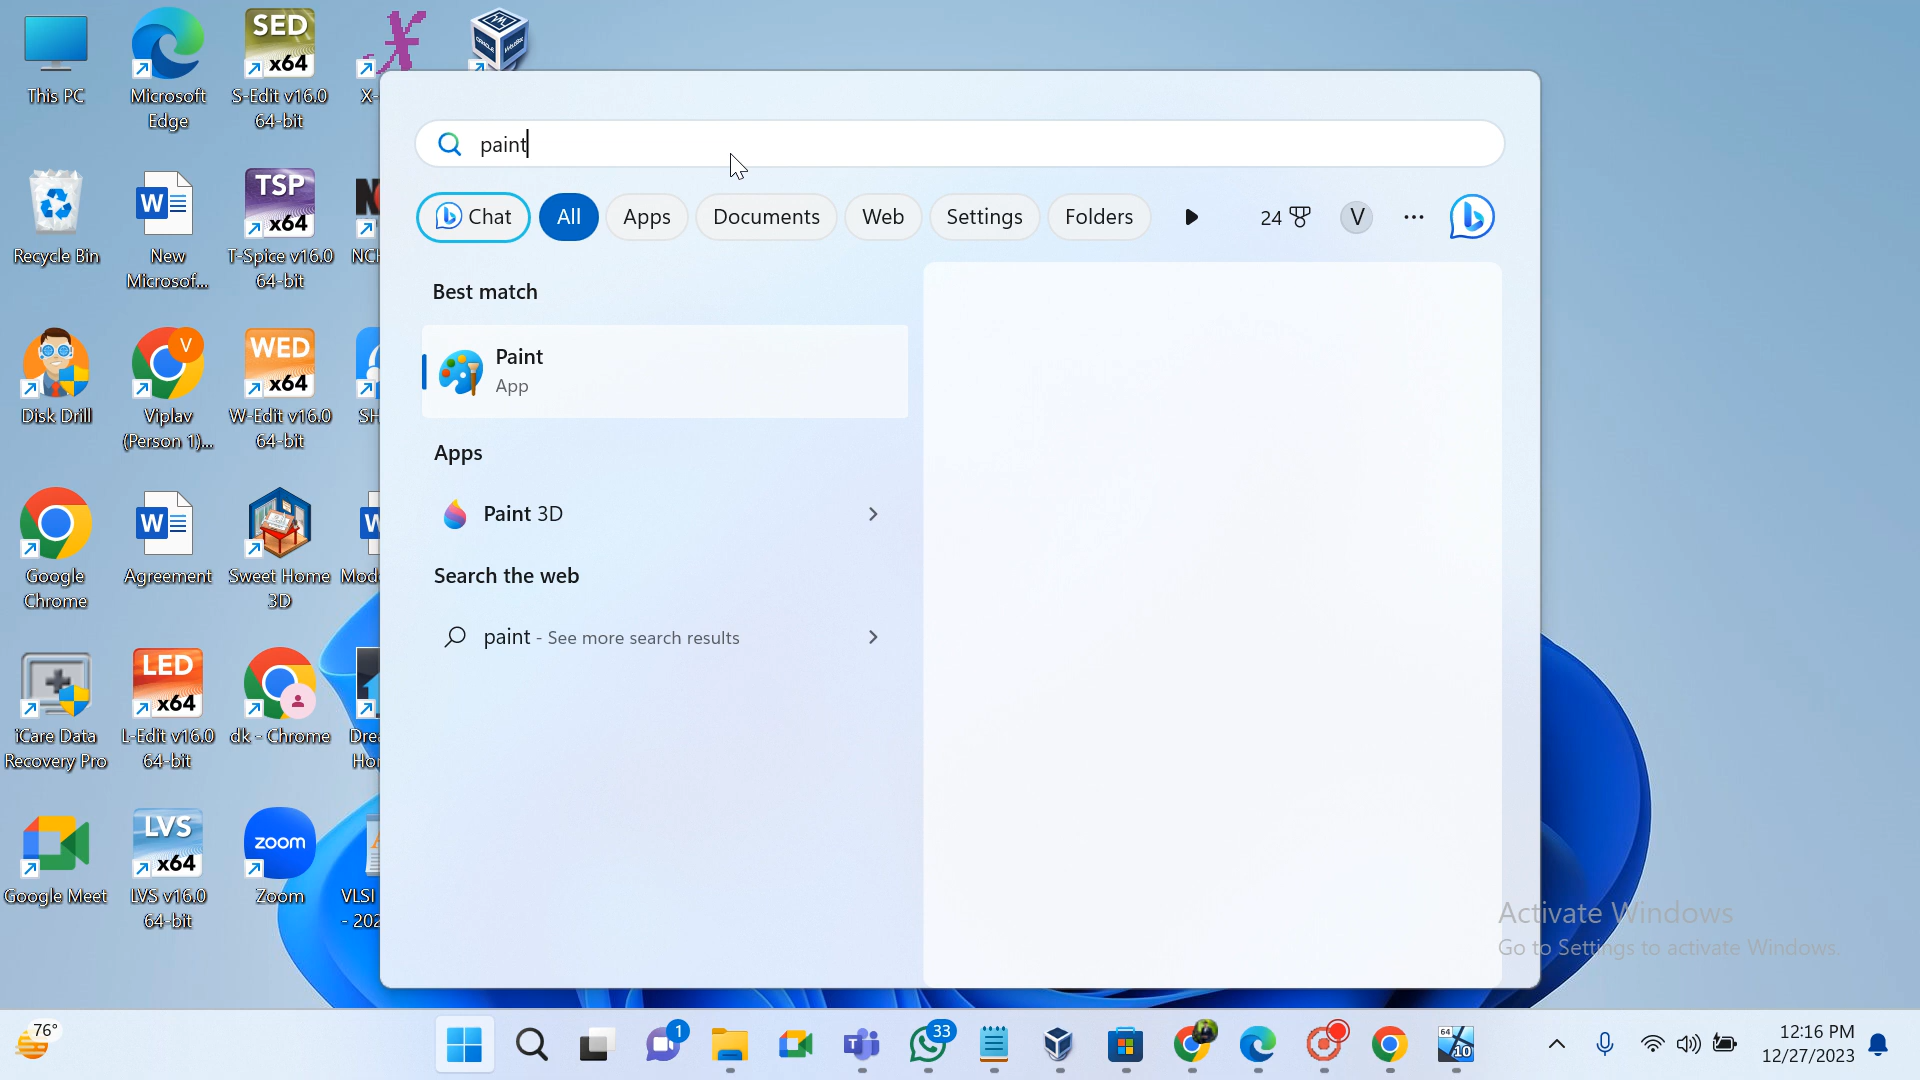 This PC
Microsoft
Edge
SED
x64
S-Edit v16.0
64-bit
X-
ORACLE
paint
Chat
All
Apps
Documents
Web
Settings
Folders
24
V
Best match
Paint
App
Apps
Paint 3D
Search the web
paint - See more search results
Recycle Bin
W
New
Microsof...
TSP
x64
T-Spice v16.0
64-bit
Disk Drill
V
Viplav
(Person 1)...
WED
x64
W-Edit v16.0
64-bit
SH
Google
Chrome
W
Agreement
Sweet Home
3D
iCare Data
Recovery Pro
LED
x64
L-Edit v16.0
64-bit
dk - Chrome
Google Meet
LVS
x64
LVS v16.0
64-bit
zoom
Zoom
VLSI
- 202
Activate Windows
Go to Settings to activate Windows.
76°
1
T
33
64
10
12:16 PM
12/27/2023